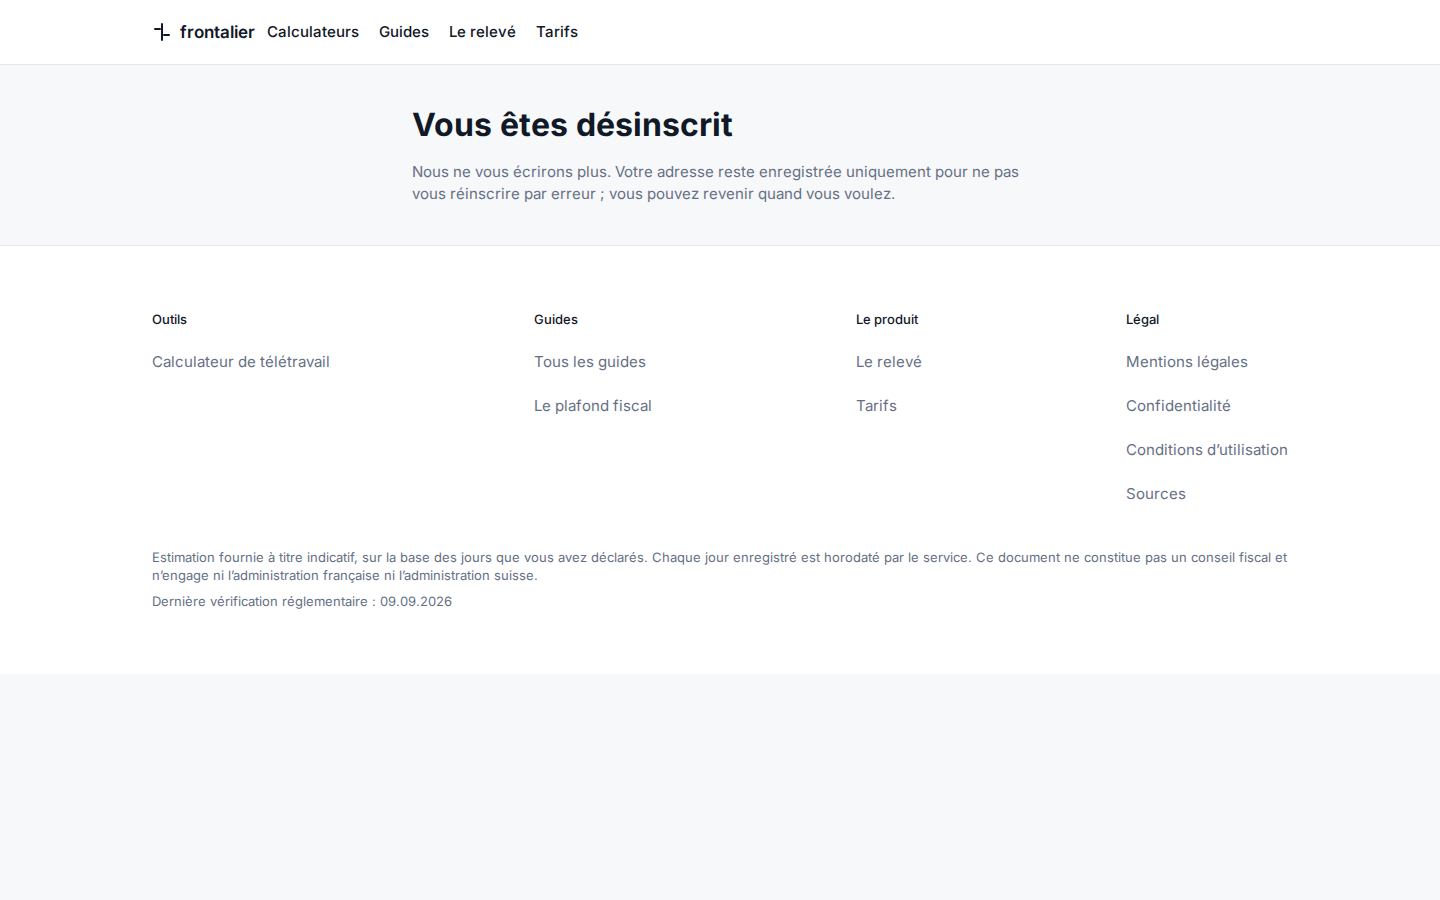 frontalier Calculateurs Guides Le relevé Tarifs
Vous êtes désinscrit
Nous ne vous écrirons plus. Votre adresse reste enregistrée uniquement pour ne pas
vous réinscrire par erreur ; vous pouvez revenir quand vous voulez.
Outils
Calculateur de télétravail
Guides
Tous les guides
Le plafond fiscal
Le produit
Le relevé
Tarifs
Légal
Mentions légales
Confidentialité
Conditions d’utilisation
Sources
Estimation fournie à titre indicatif, sur la base des jours que vous avez déclarés. Chaque jour enregistré est horodaté par le service. Ce document ne constitue pas un conseil fiscal et
n’engage ni l’administration française ni l’administration suisse.
Dernière vérification réglementaire : 09.09.2026